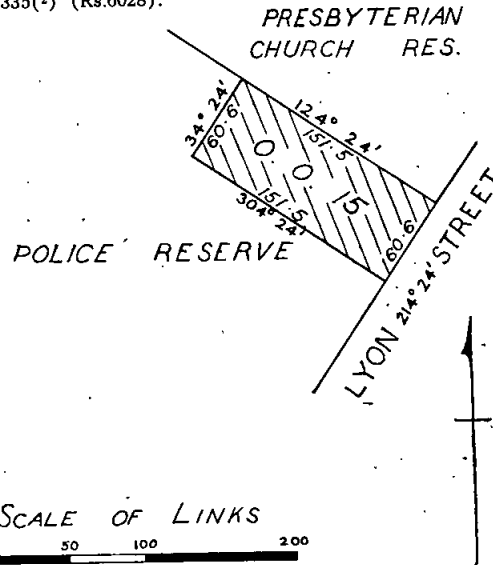 335(²) (Rs.6028).
PRESBYTERIAN
CHURCH RES.
34° 24'
60·6
124° 24'
151·5
0. 0. 15
151·5
304° 24'
60·6
POLICE RESERVE
LYON 214° 24' STREET
SCALE OF LINKS
50 100 200